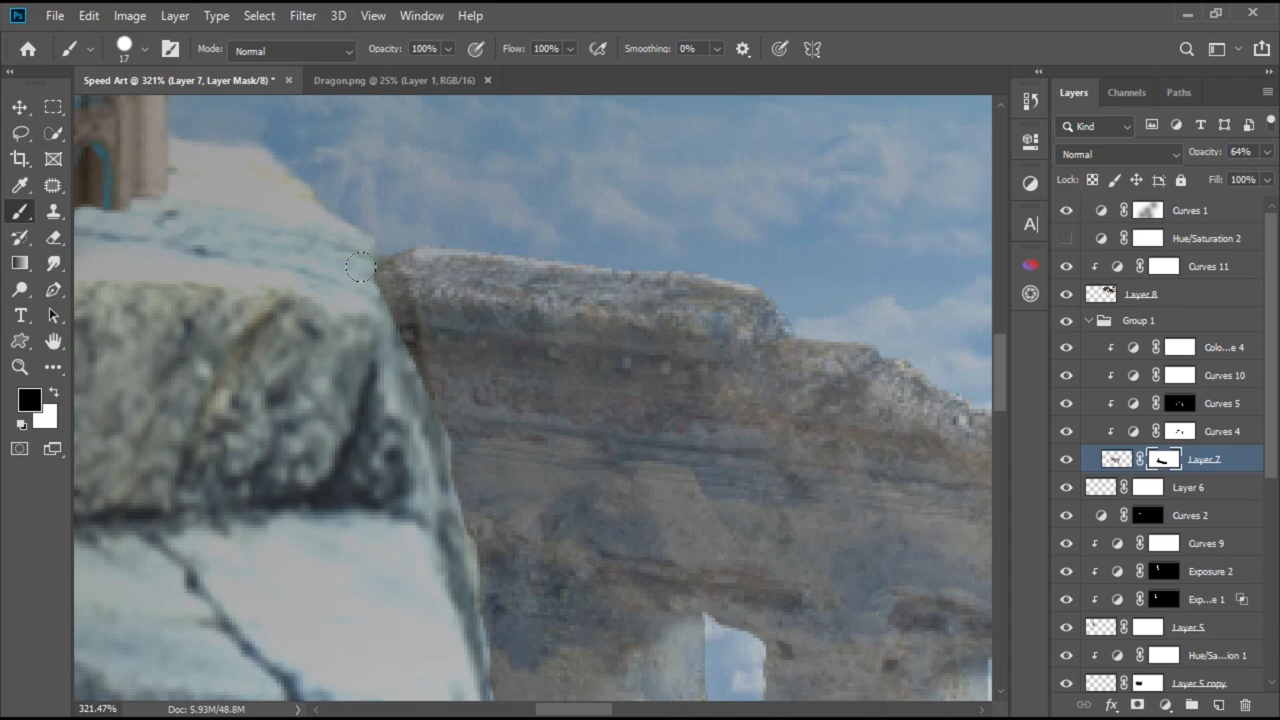 Ps File Edit Image Layer Type Select Filter 3D View Window Help
17 Mode: Normal Opacity: 100% Flow: 100% Smoothing: 0%
Speed Art @ 321% (Layer 7, Layer Mask/8) * Dragon.png @ 25% (Layer 1, RGB/16)
Layers Channels Paths
Kind
Normal Opacity: 64%
Lock: Fill: 100%
Curves 1
Hue/Saturation 2
Curves 11
Layer 8
Group 1
Colo...e 4
Curves 10
Curves 5
Curves 4
Layer 7
Layer 6
Curves 2
Curves 9
Exposure 2
Exp...e 1
Layer 5
Hue/Sa...ion 1
Layer 5 copy
321.47% Doc: 5.93M/48.8M